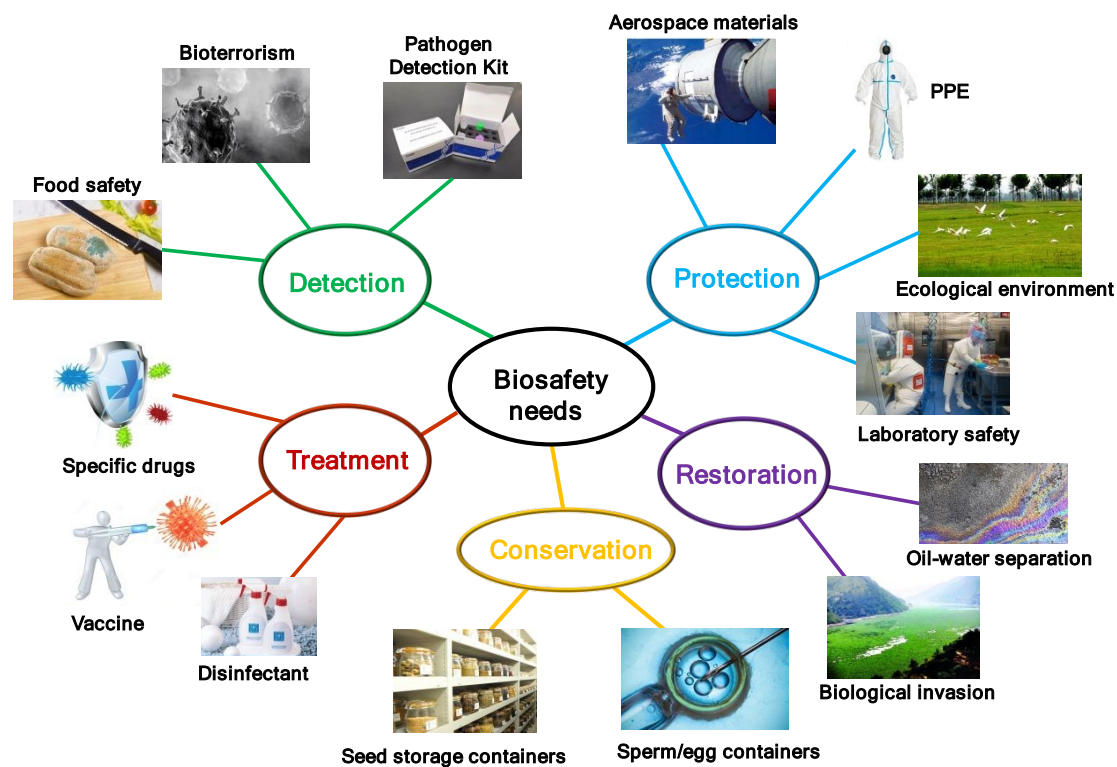 Aerospace materials
Bioterrorism
Pathogen
Detection Kit
PPE
Food safety
Detection
Protection
Ecological environment
Biosafety
needs
Laboratory safety
Specific drugs
Treatment
Restoration
Conservation
Oil-water separation
Vaccine
Disinfectant
Biological invasion
Seed storage containers
Sperm/egg containers